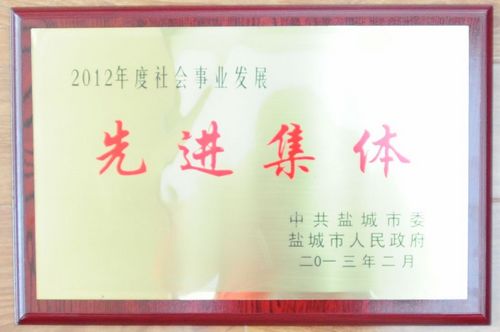 2012年度社会事业发展
先进集体
中共盐城市委
盐城市人民政府
二〇一三年二月